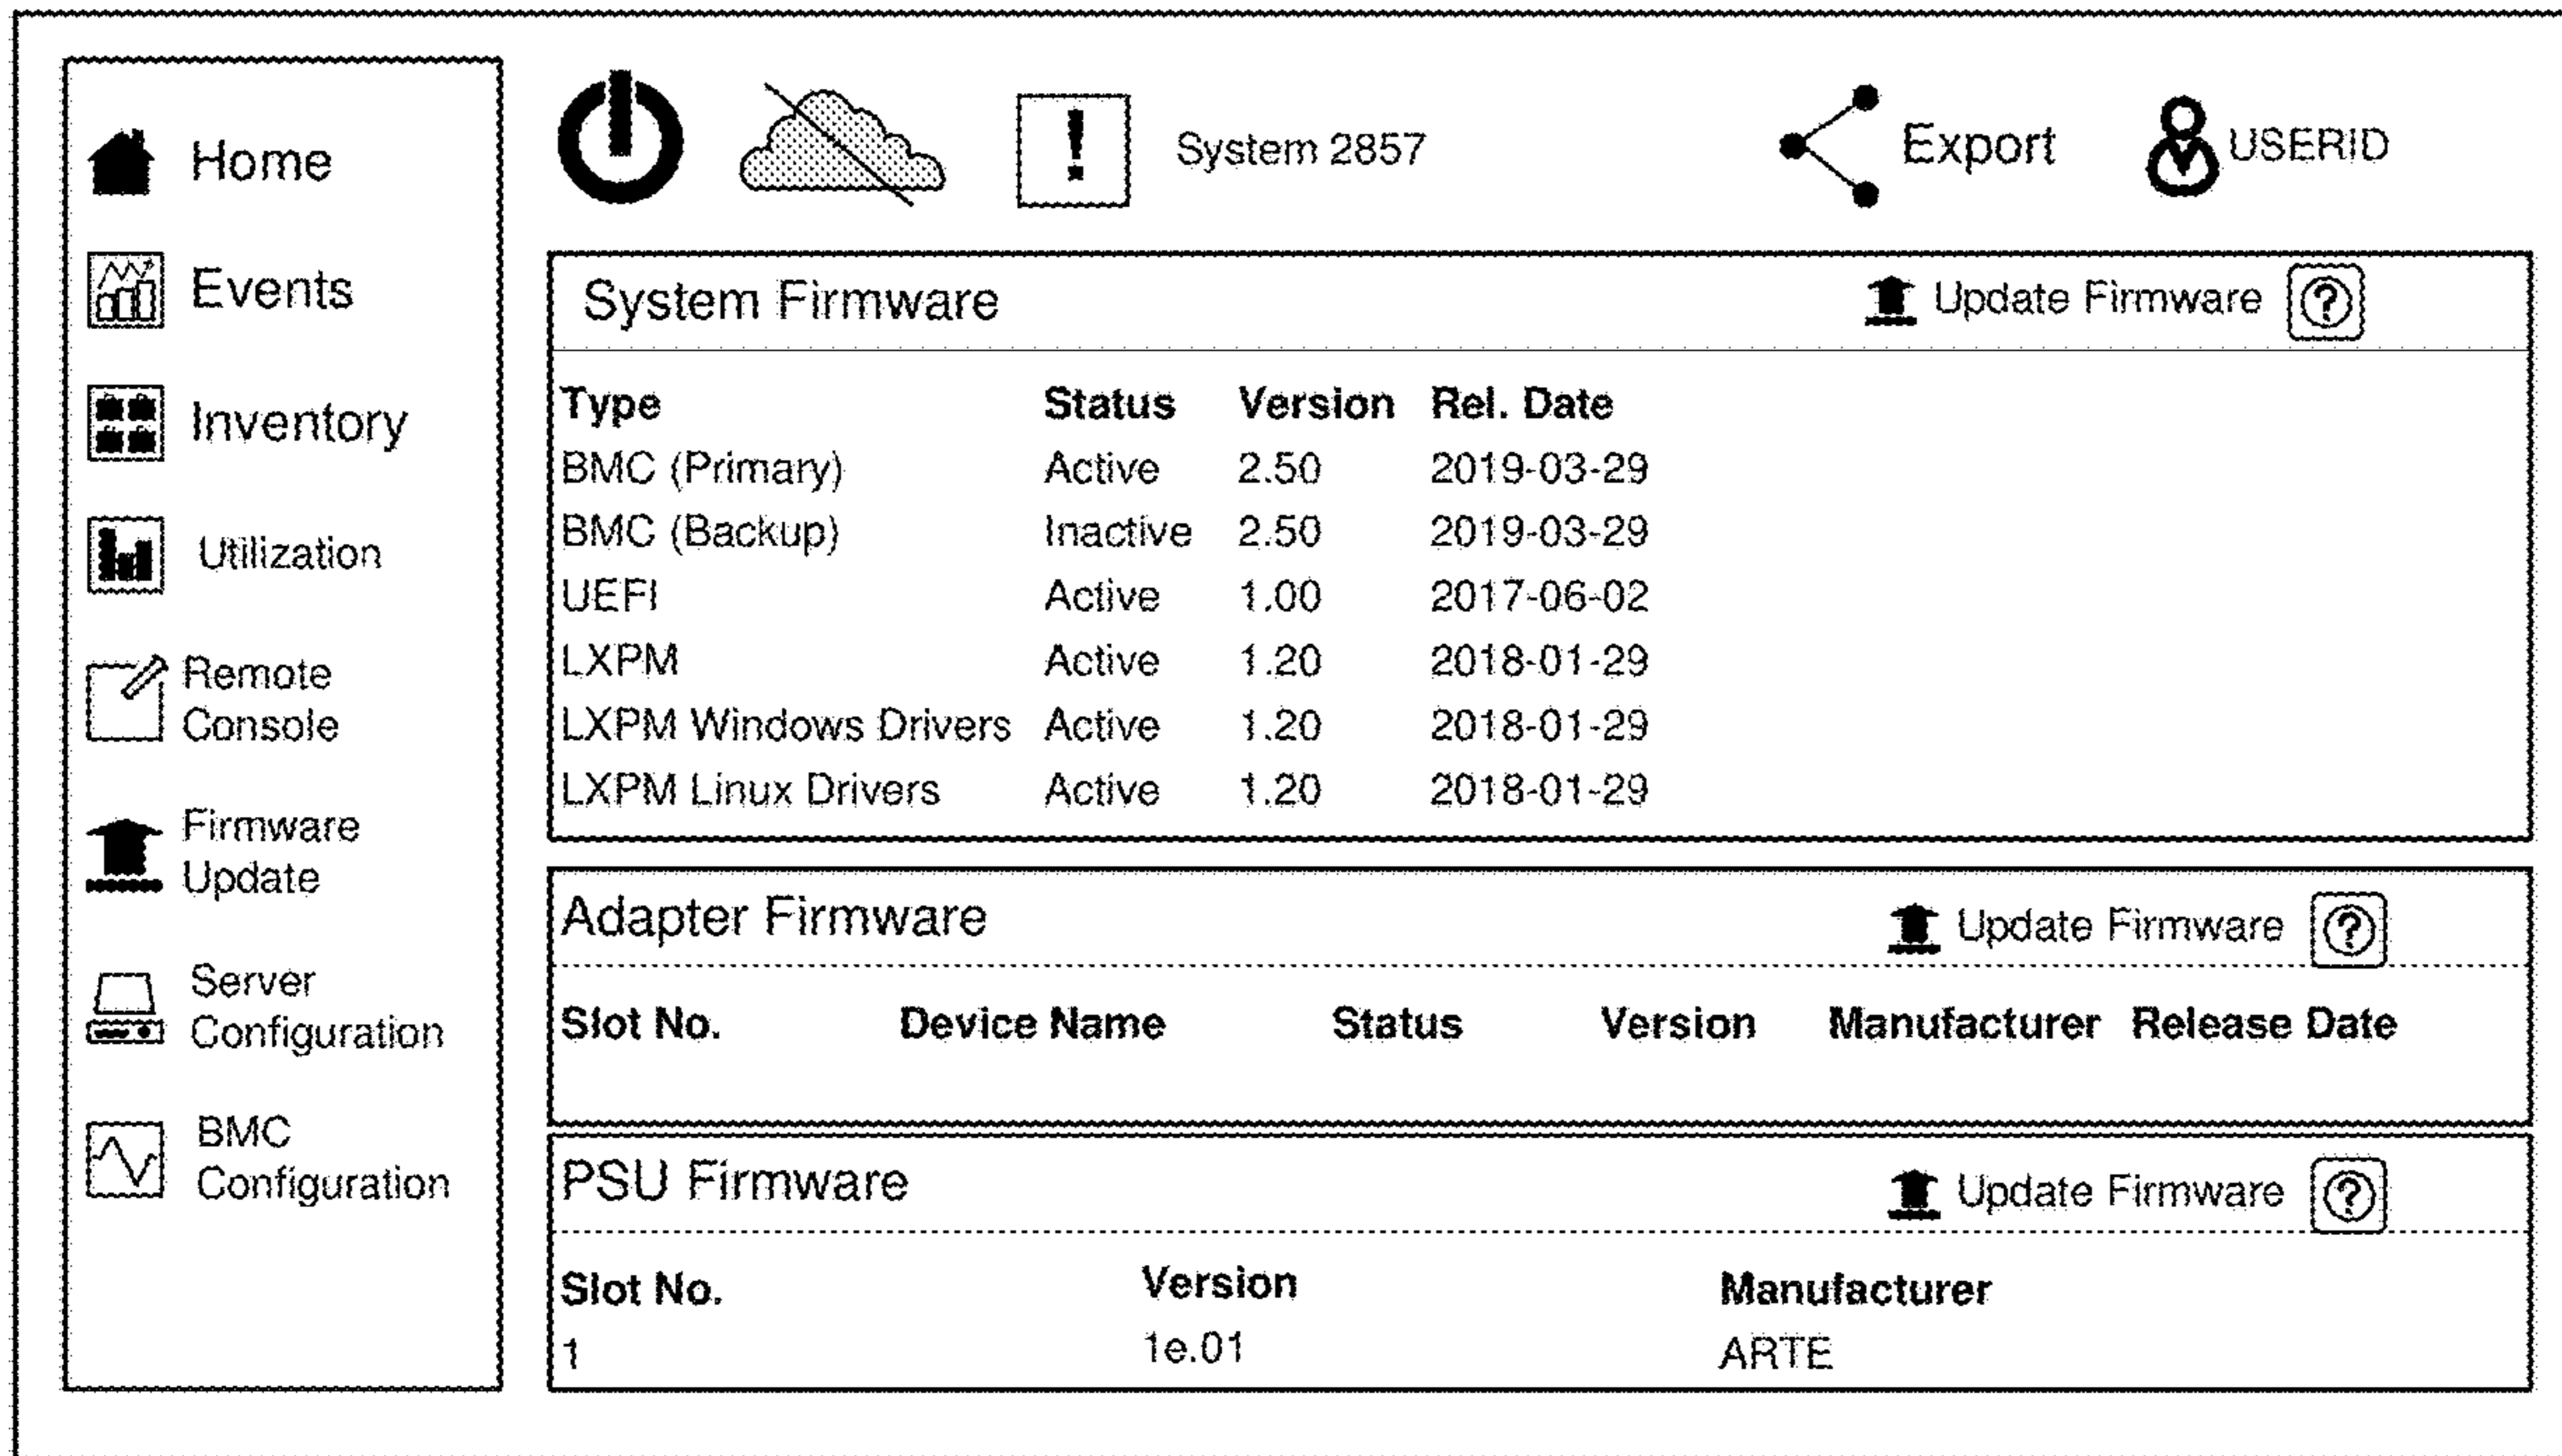 Home
Events
Inventory
Utilization
Remote
Console
Firmware
Update
Server
Configuration
BMC
Configuration
! System 2857 Export USERID
System Firmware Update Firmware ?
Type Status Version Rel. Date
BMC (Primary) Active 2.50 2019-03-29
BMC (Backup) Inactive 2.50 2019-03-29
UEFI Active 1.00 2017-06-02
LXPM Active 1.20 2018-01-29
LXPM Windows Drivers Active 1.20 2018-01-29
LXPM Linux Drivers Active 1.20 2018-01-29
Adapter Firmware Update Firmware ?
Slot No. Device Name Status Version Manufacturer Release Date
PSU Firmware Update Firmware ?
Slot No. Version Manufacturer
1 1e.01 ARTE